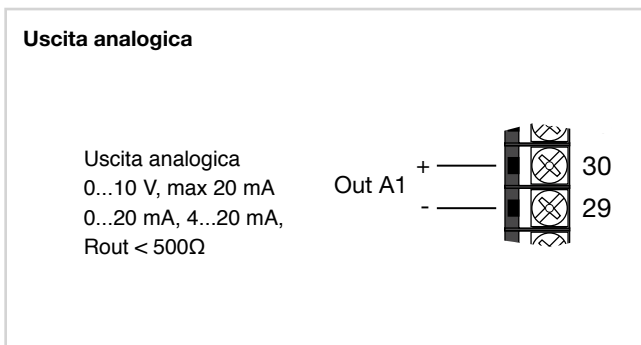 Uscita analogica
Uscita analogica
0...10 V, max 20 mA
0...20 mA, 4...20 mA,
Rout < 500Ω
Out A1
+
-
30
29